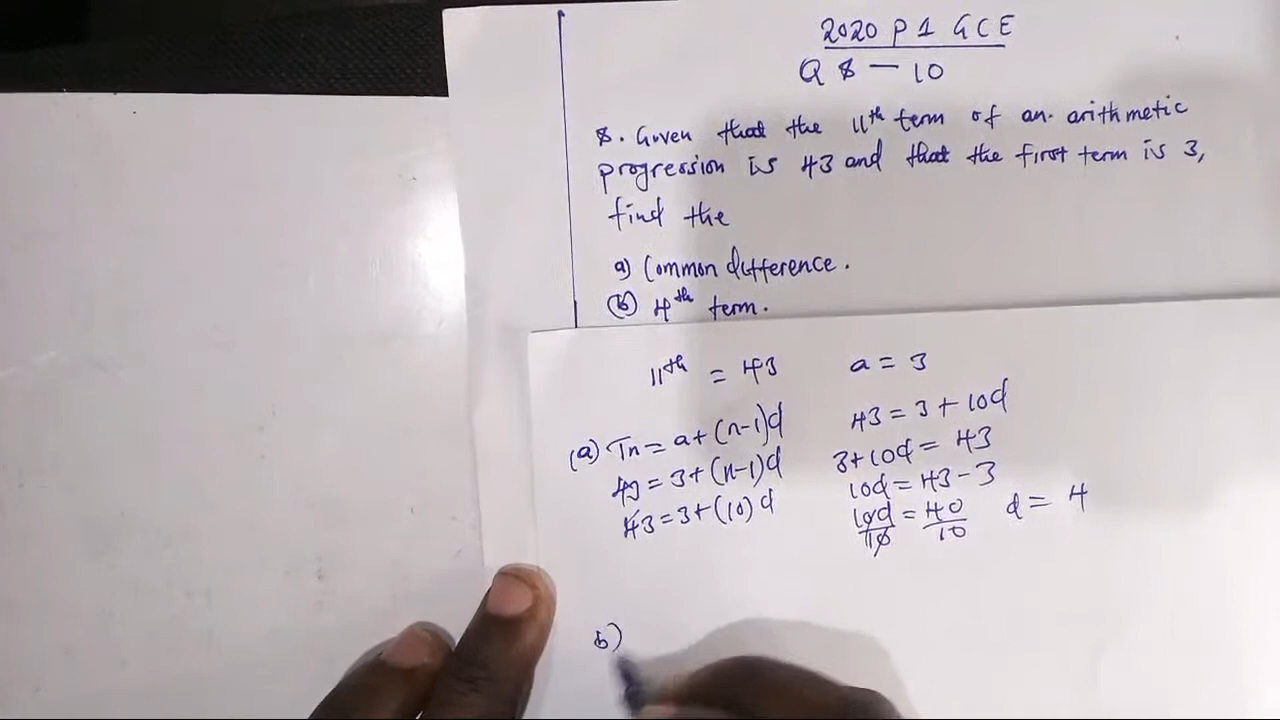 2020 P1 GCE
Q 8 — 10
8. Given that the 11th term of an arithmetic
progression is 43 and that the first term is 3,
find the
a) Common difference.
(b) 4th term.
11th = 43 a = 3
(a) Tn = a + (n-1)d
43 = 3 + (n-1)d
43 = 3 + (10)d
43 = 3 + 10d
3 + 10d = 43
10d = 43 - 3
10d/10 = 40/10 d = 4
b)